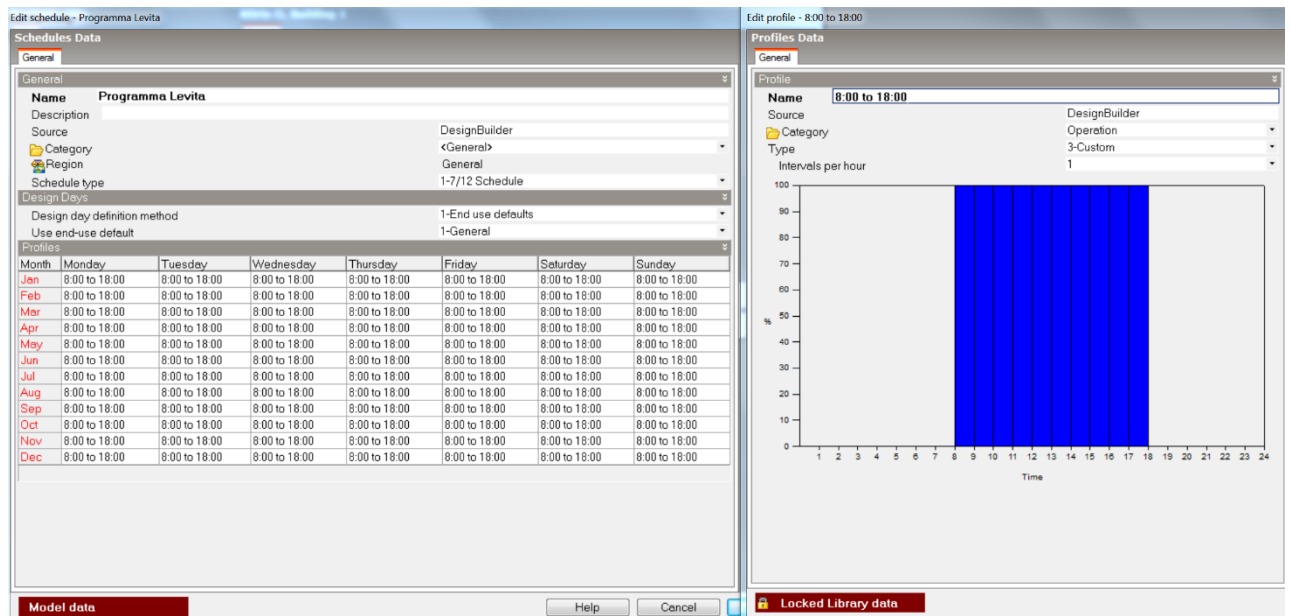 Edit schedule - Programma Levita
Schedules Data
General
General
Name Programma Levita
Description
Source DesignBuilder
Category <General>
Region General
Schedule type 1-7/12 Schedule
Design Days
Design day definition method 1-End use defaults
Use end-use default 1-General
Profiles
Month Monday Tuesday Wednesday Thursday Friday Saturday Sunday
Jan 8:00 to 18:00 8:00 to 18:00 8:00 to 18:00 8:00 to 18:00 8:00 to 18:00 8:00 to 18:00 8:00 to 18:00
Feb 8:00 to 18:00 8:00 to 18:00 8:00 to 18:00 8:00 to 18:00 8:00 to 18:00 8:00 to 18:00 8:00 to 18:00
Mar 8:00 to 18:00 8:00 to 18:00 8:00 to 18:00 8:00 to 18:00 8:00 to 18:00 8:00 to 18:00 8:00 to 18:00
Apr 8:00 to 18:00 8:00 to 18:00 8:00 to 18:00 8:00 to 18:00 8:00 to 18:00 8:00 to 18:00 8:00 to 18:00
May 8:00 to 18:00 8:00 to 18:00 8:00 to 18:00 8:00 to 18:00 8:00 to 18:00 8:00 to 18:00 8:00 to 18:00
Jun 8:00 to 18:00 8:00 to 18:00 8:00 to 18:00 8:00 to 18:00 8:00 to 18:00 8:00 to 18:00 8:00 to 18:00
Jul 8:00 to 18:00 8:00 to 18:00 8:00 to 18:00 8:00 to 18:00 8:00 to 18:00 8:00 to 18:00 8:00 to 18:00
Aug 8:00 to 18:00 8:00 to 18:00 8:00 to 18:00 8:00 to 18:00 8:00 to 18:00 8:00 to 18:00 8:00 to 18:00
Sep 8:00 to 18:00 8:00 to 18:00 8:00 to 18:00 8:00 to 18:00 8:00 to 18:00 8:00 to 18:00 8:00 to 18:00
Oct 8:00 to 18:00 8:00 to 18:00 8:00 to 18:00 8:00 to 18:00 8:00 to 18:00 8:00 to 18:00 8:00 to 18:00
Nov 8:00 to 18:00 8:00 to 18:00 8:00 to 18:00 8:00 to 18:00 8:00 to 18:00 8:00 to 18:00 8:00 to 18:00
Dec 8:00 to 18:00 8:00 to 18:00 8:00 to 18:00 8:00 to 18:00 8:00 to 18:00 8:00 to 18:00 8:00 to 18:00
Model data
Help Cancel
Edit profile - 8:00 to 18:00
Profiles Data
General
Profile
Name 8:00 to 18:00
Source DesignBuilder
Category Operation
Type 3-Custom
Intervals per hour 1
100
90
80
70
60
50
%
40
30
20
10
0
1 2 3 4 5 6 7 8 9 10 11 12 13 14 15 16 17 18 19 20 21 22 23 24
Time
Locked Library data